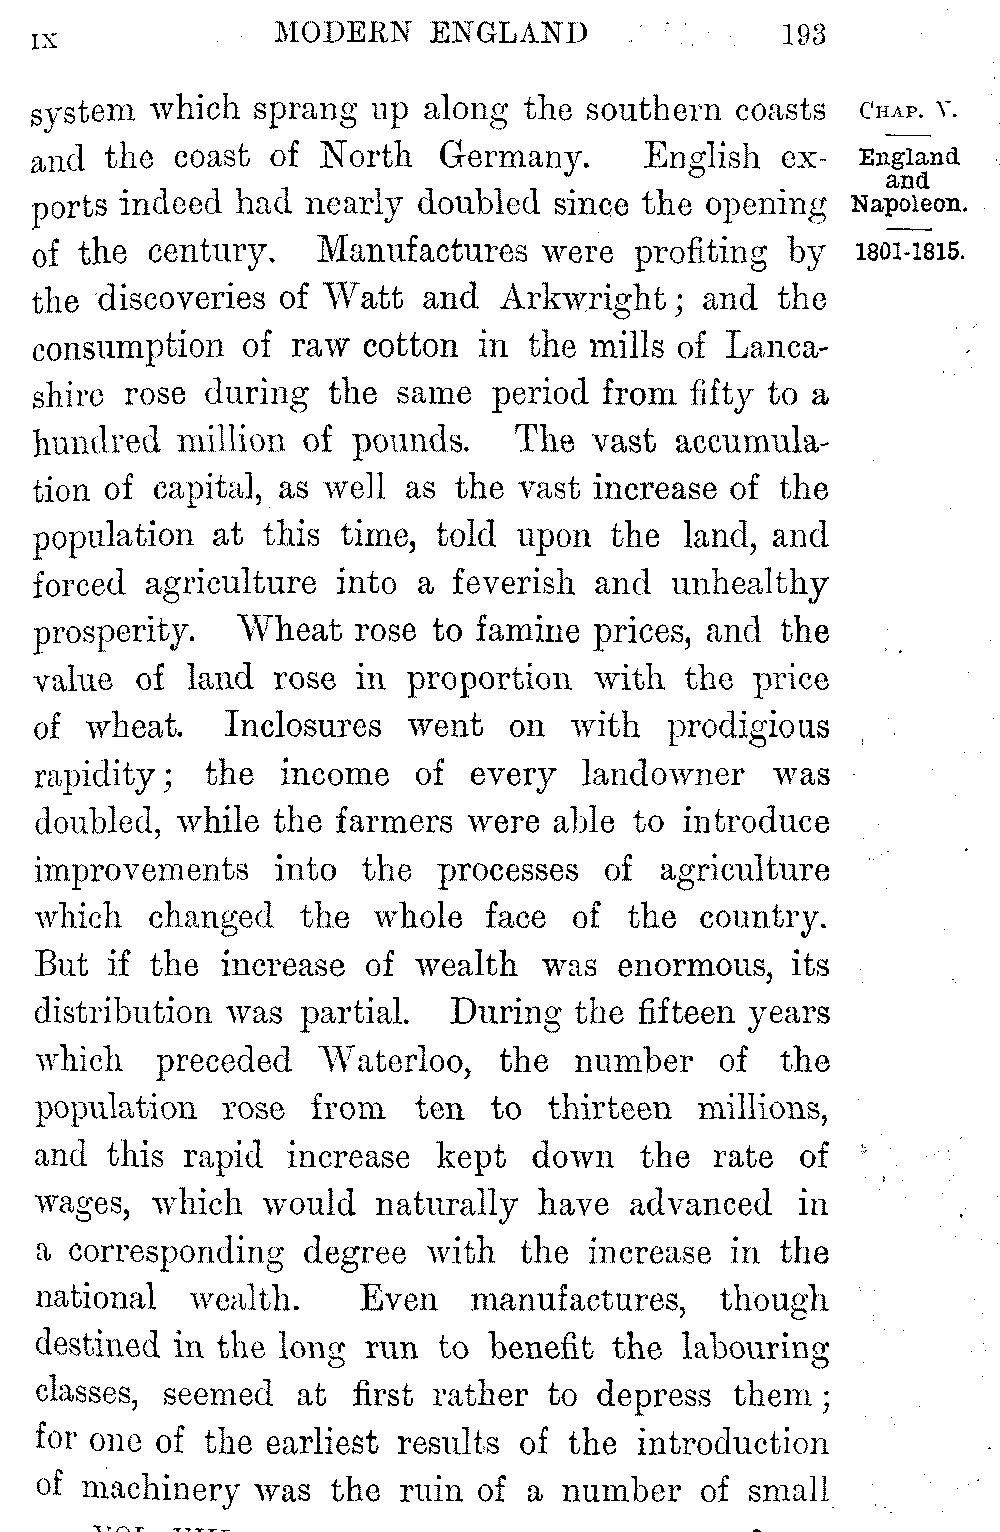 IX MODERN ENGLAND 193
system which sprang up along the southern coasts
and the coast of North Germany. English ex-
ports indeed had nearly doubled since the opening
of the century. Manufactures were profiting by
the discoveries of Watt and Arkwright; and the
consumption of raw cotton in the mills of Lanca-
shire rose during the same period from fifty to a
hundred million of pounds. The vast accumula-
tion of capital, as well as the vast increase of the
population at this time, told upon the land, and
forced agriculture into a feverish and unhealthy
prosperity. Wheat rose to famine prices, and the
value of land rose in proportion with the price
of wheat. Inclosures went on with prodigious
rapidity; the income of every landowner was
doubled, while the farmers were able to introduce
improvements into the processes of agriculture
which changed the whole face of the country.
But if the increase of wealth was enormous, its
distribution was partial. During the fifteen years
which preceded Waterloo, the number of the
population rose from ten to thirteen millions,
and this rapid increase kept down the rate of
wages, which would naturally have advanced in
a corresponding degree with the increase in the
national wealth. Even manufactures, though
destined in the long run to benefit the labouring
classes, seemed at first rather to depress them;
for one of the earliest results of the introduction
of machinery was the ruin of a number of small
CHAP. V.
England
and
Napoleon.
1801-1815.